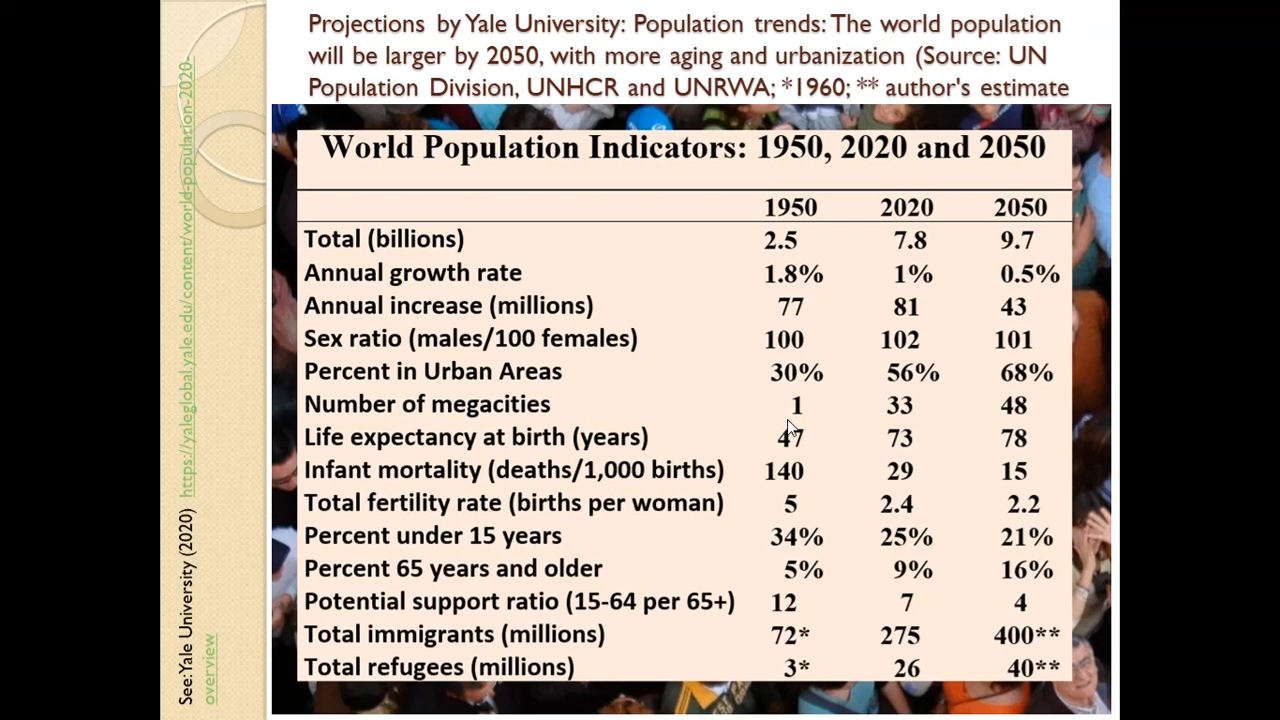 Projections by Yale University: Population trends: The world population
will be larger by 2050, with more aging and urbanization (Source: UN
Population Division, UNHCR and UNRWA; *1960; ** author's estimate
World Population Indicators: 1950, 2020 and 2050
1950 2020 2050
Total (billions) 2.5 7.8 9.7
Annual growth rate 1.8% 1% 0.5%
Annual increase (millions) 77 81 43
Sex ratio (males/100 females) 100 102 101
Percent in Urban Areas 30% 56% 68%
Number of megacities 1 33 48
Life expectancy at birth (years) 47 73 78
Infant mortality (deaths/1,000 births) 140 29 15
Total fertility rate (births per woman) 5 2.4 2.2
Percent under 15 years 34% 25% 21%
Percent 65 years and older 5% 9% 16%
Potential support ratio (15-64 per 65+) 12 7 4
Total immigrants (millions) 72* 275 400**
Total refugees (millions) 3* 26 40**
See: Yale University (2020) https://yaleglobal.yale.edu/content/world-population-2020-
overview